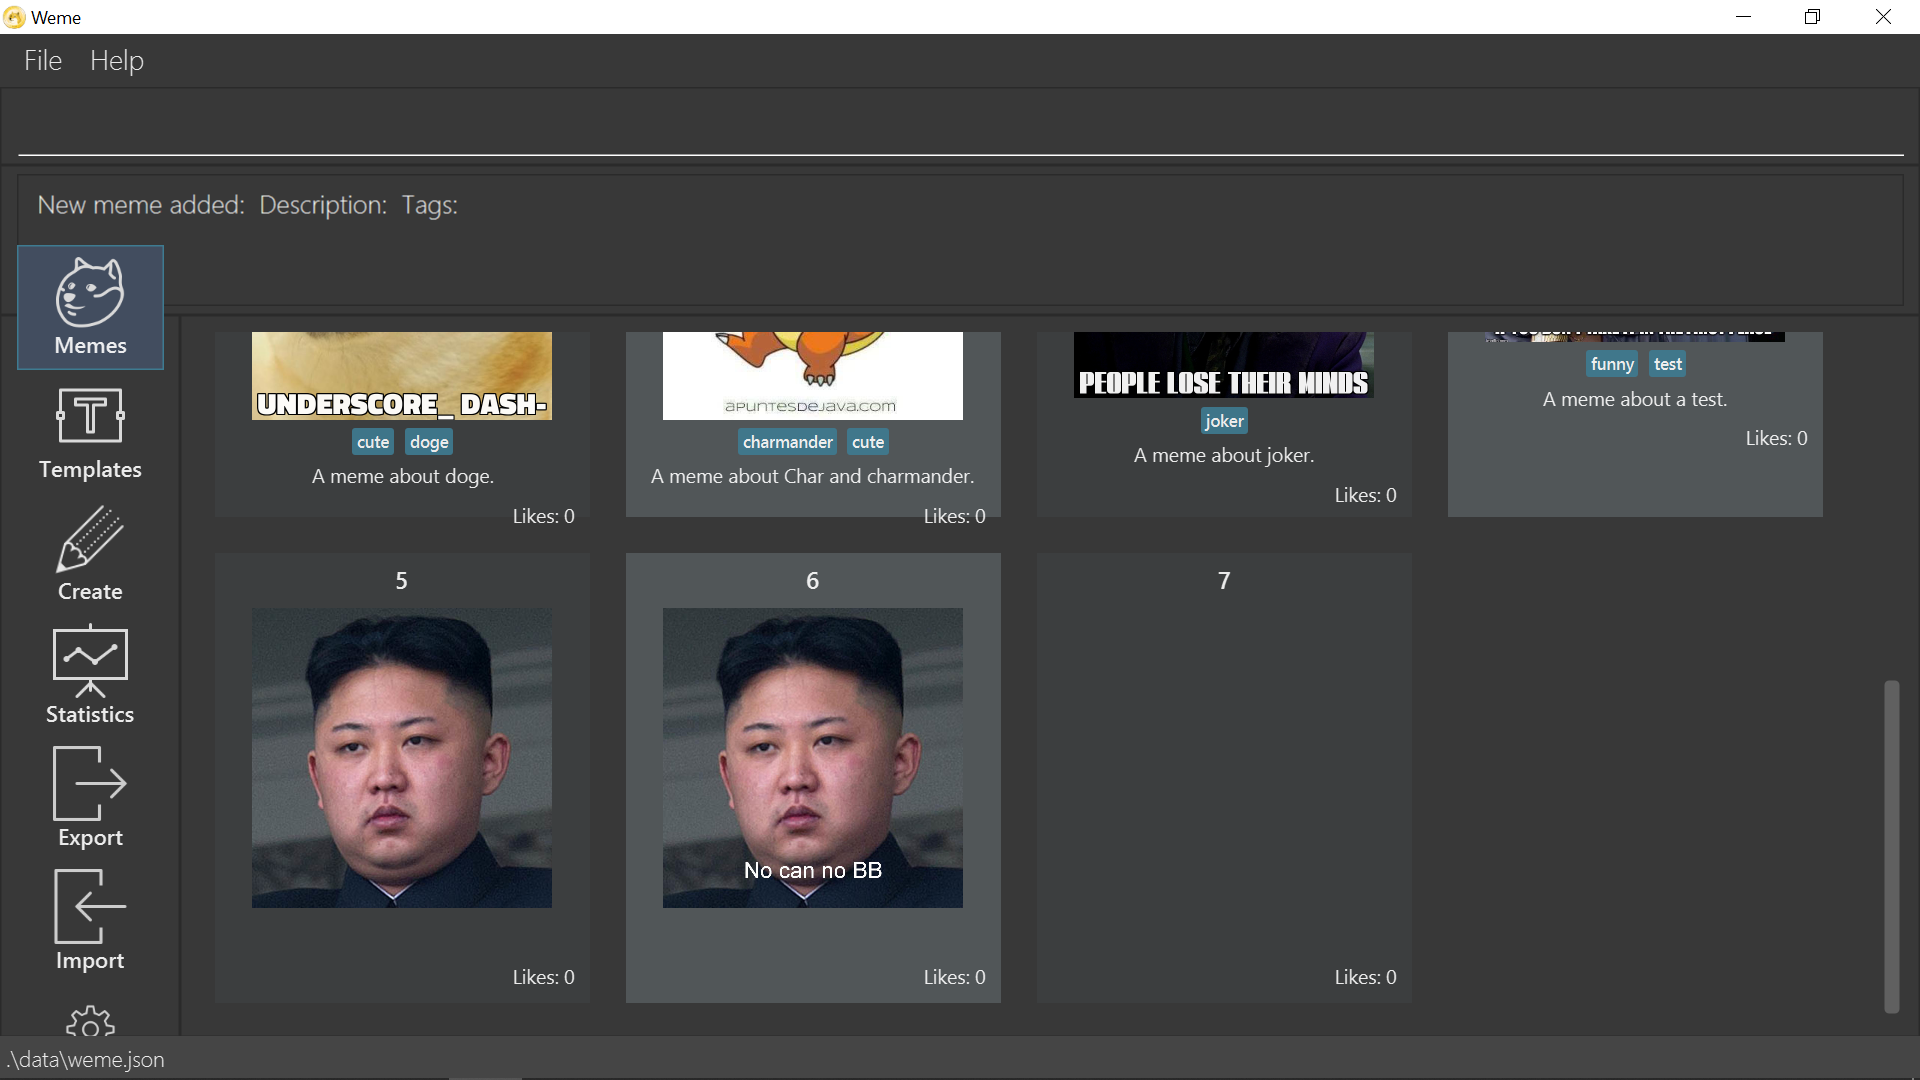 Weme
File Help
New meme added: Description: Tags:
Memes
Templates
Create
Statistics
Export
Import
UNDERSCORE_ DASH-
cute doge
A meme about doge.
Likes: 0
APUNTESDEJAVA.COM
charmander cute
A meme about Char and charmander.
Likes: 0
PEOPLE LOSE THEIR MINDS
joker
A meme about joker.
Likes: 0
funny test
A meme about a test.
Likes: 0
5
Likes: 0
6
No can no BB
Likes: 0
7
Likes: 0
.\data\weme.json